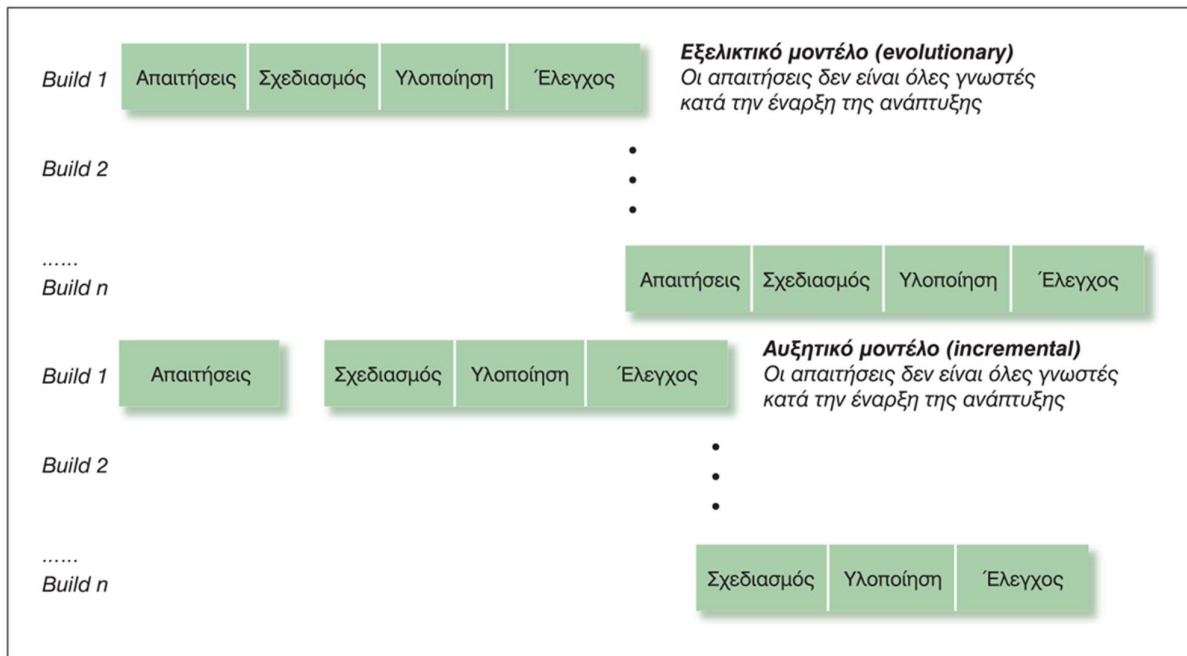 Build 1
Απαιτήσεις
Σχεδιασμός
Υλοποίηση
Έλεγχος
Εξελικτικό μοντέλο (evolutionary)
Οι απαιτήσεις δεν είναι όλες γνωστές
κατά την έναρξη της ανάπτυξης
Build 2
......
Build n
Απαιτήσεις
Σχεδιασμός
Υλοποίηση
Έλεγχος
Build 1
Απαιτήσεις
Σχεδιασμός
Υλοποίηση
Έλεγχος
Αυξητικό μοντέλο (incremental)
Οι απαιτήσεις δεν είναι όλες γνωστές
κατά την έναρξη της ανάπτυξης
Build 2
......
Build n
Σχεδιασμός
Υλοποίηση
Έλεγχος